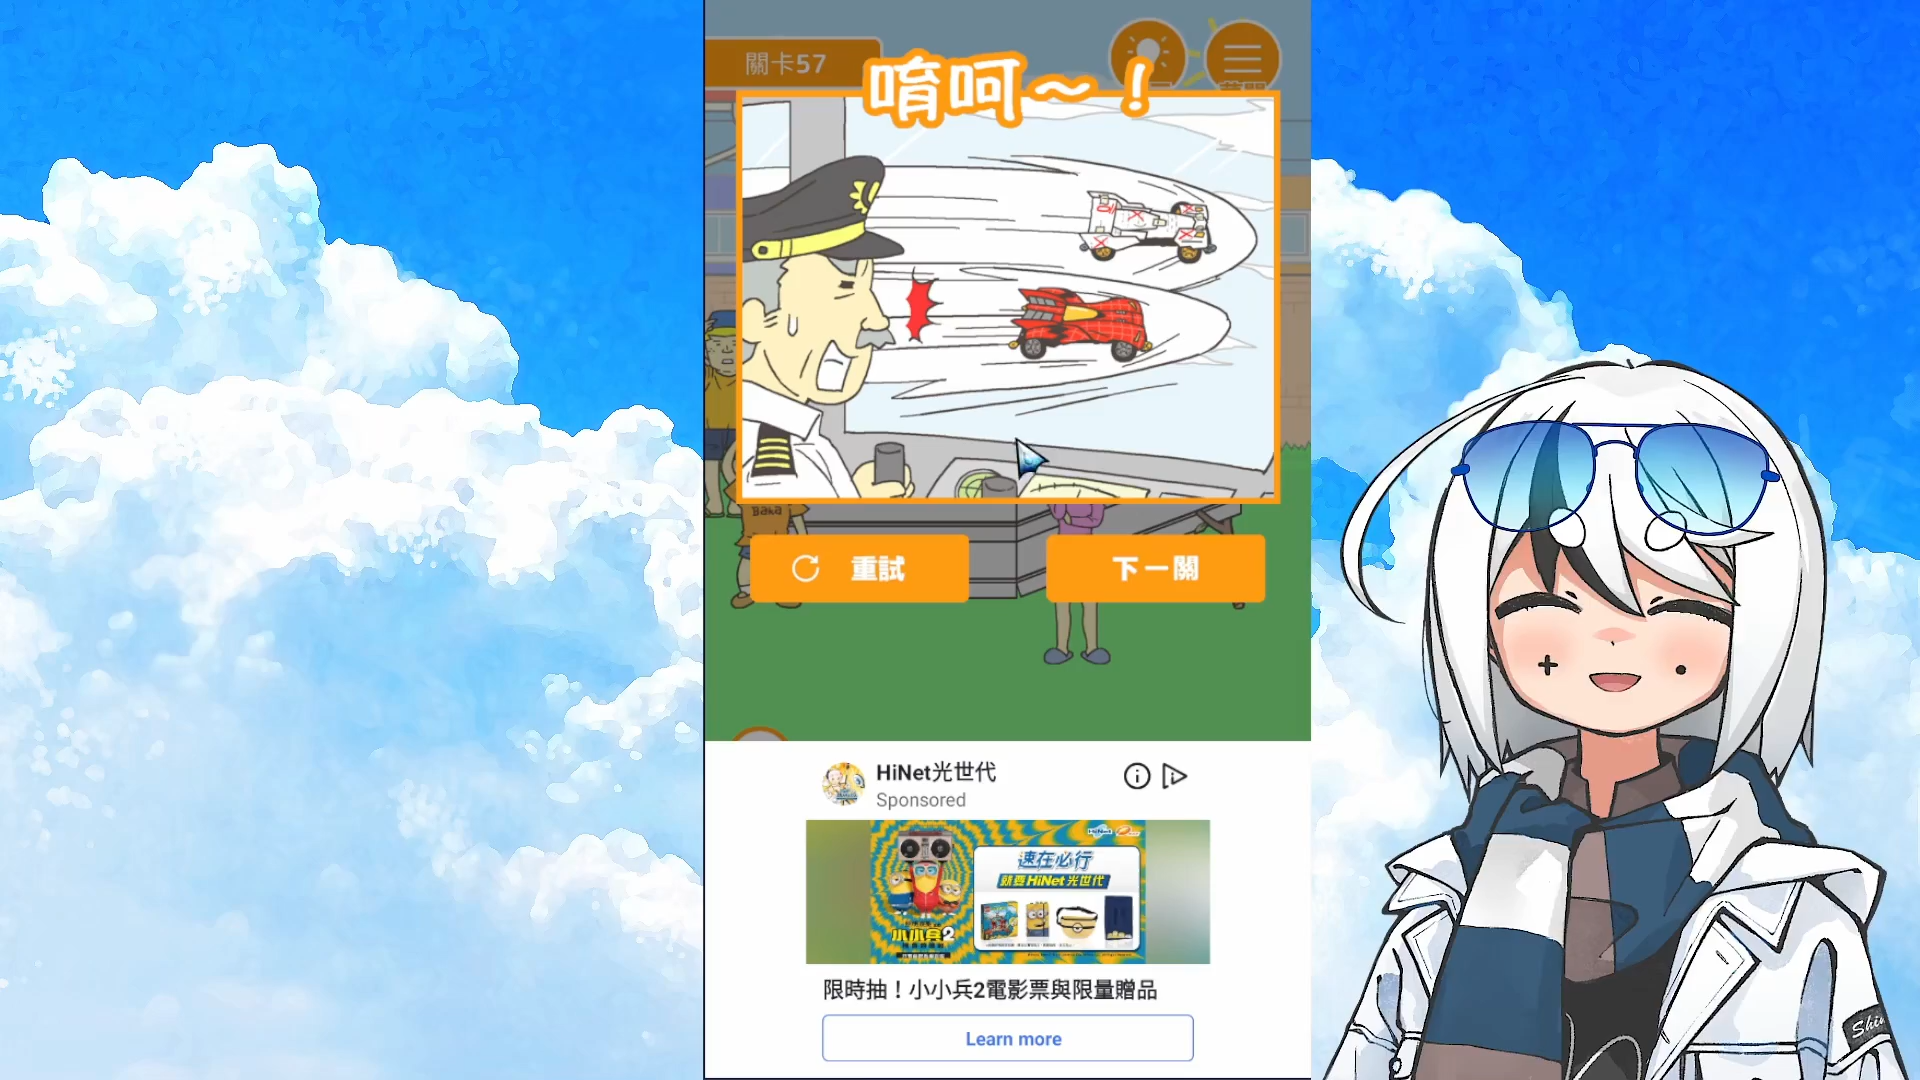 關卡57
唷呵～！
Baka
重試
下一關
HiNet光世代
Sponsored
速在必行
就要HiNet光世代
小小兵2
限時抽！小小兵2電影票與限量贈品
Learn more